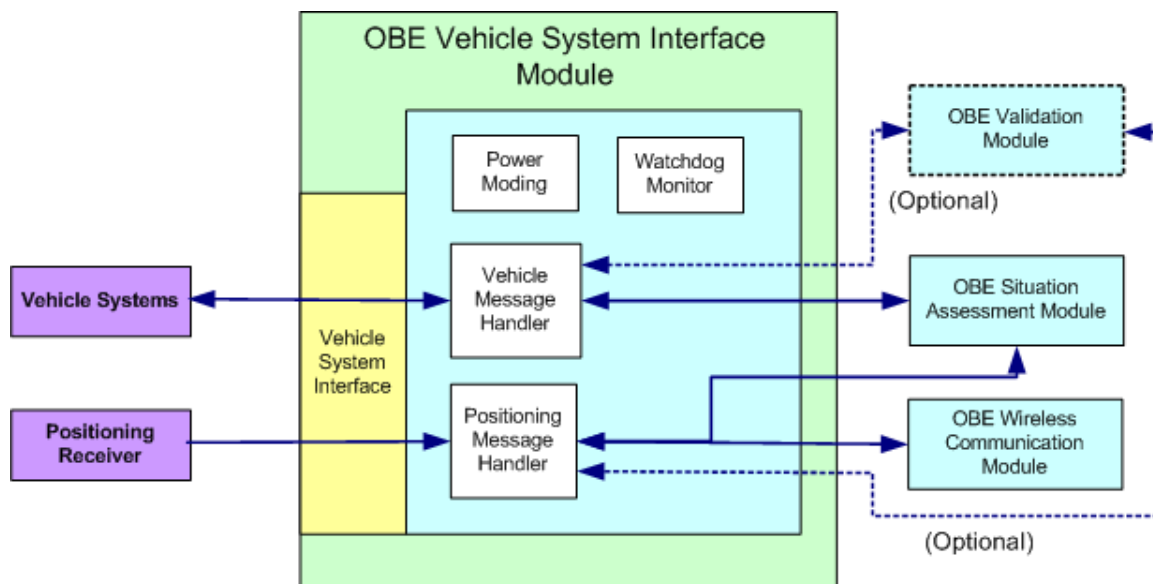 OBE Vehicle System Interface
Module
Power
Moding
Watchdog
Monitor
OBE Validation
Module
(Optional)
Vehicle Systems
Vehicle
Message
Handler
OBE Situation
Assessment Module
Vehicle
System
Interface
Positioning
Receiver
Positioning
Message
Handler
OBE Wireless
Communication
Module
(Optional)